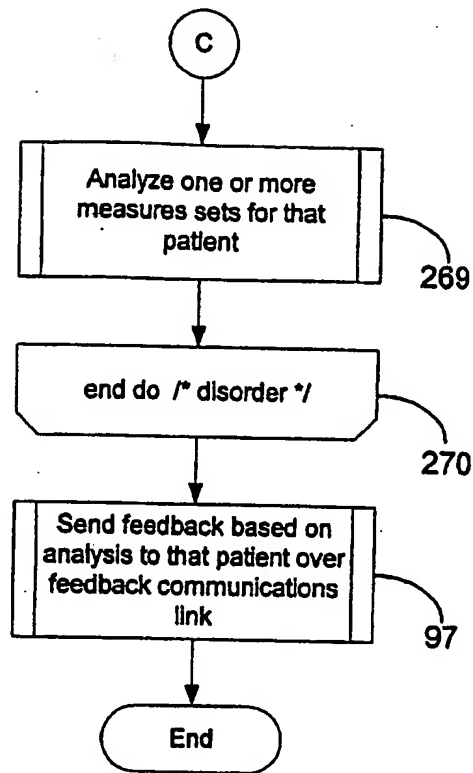 C
Analyze one or more
measures sets for that
patient
269
end do /* disorder */
270
Send feedback based on
analysis to that patient over
feedback communications
link
97
End